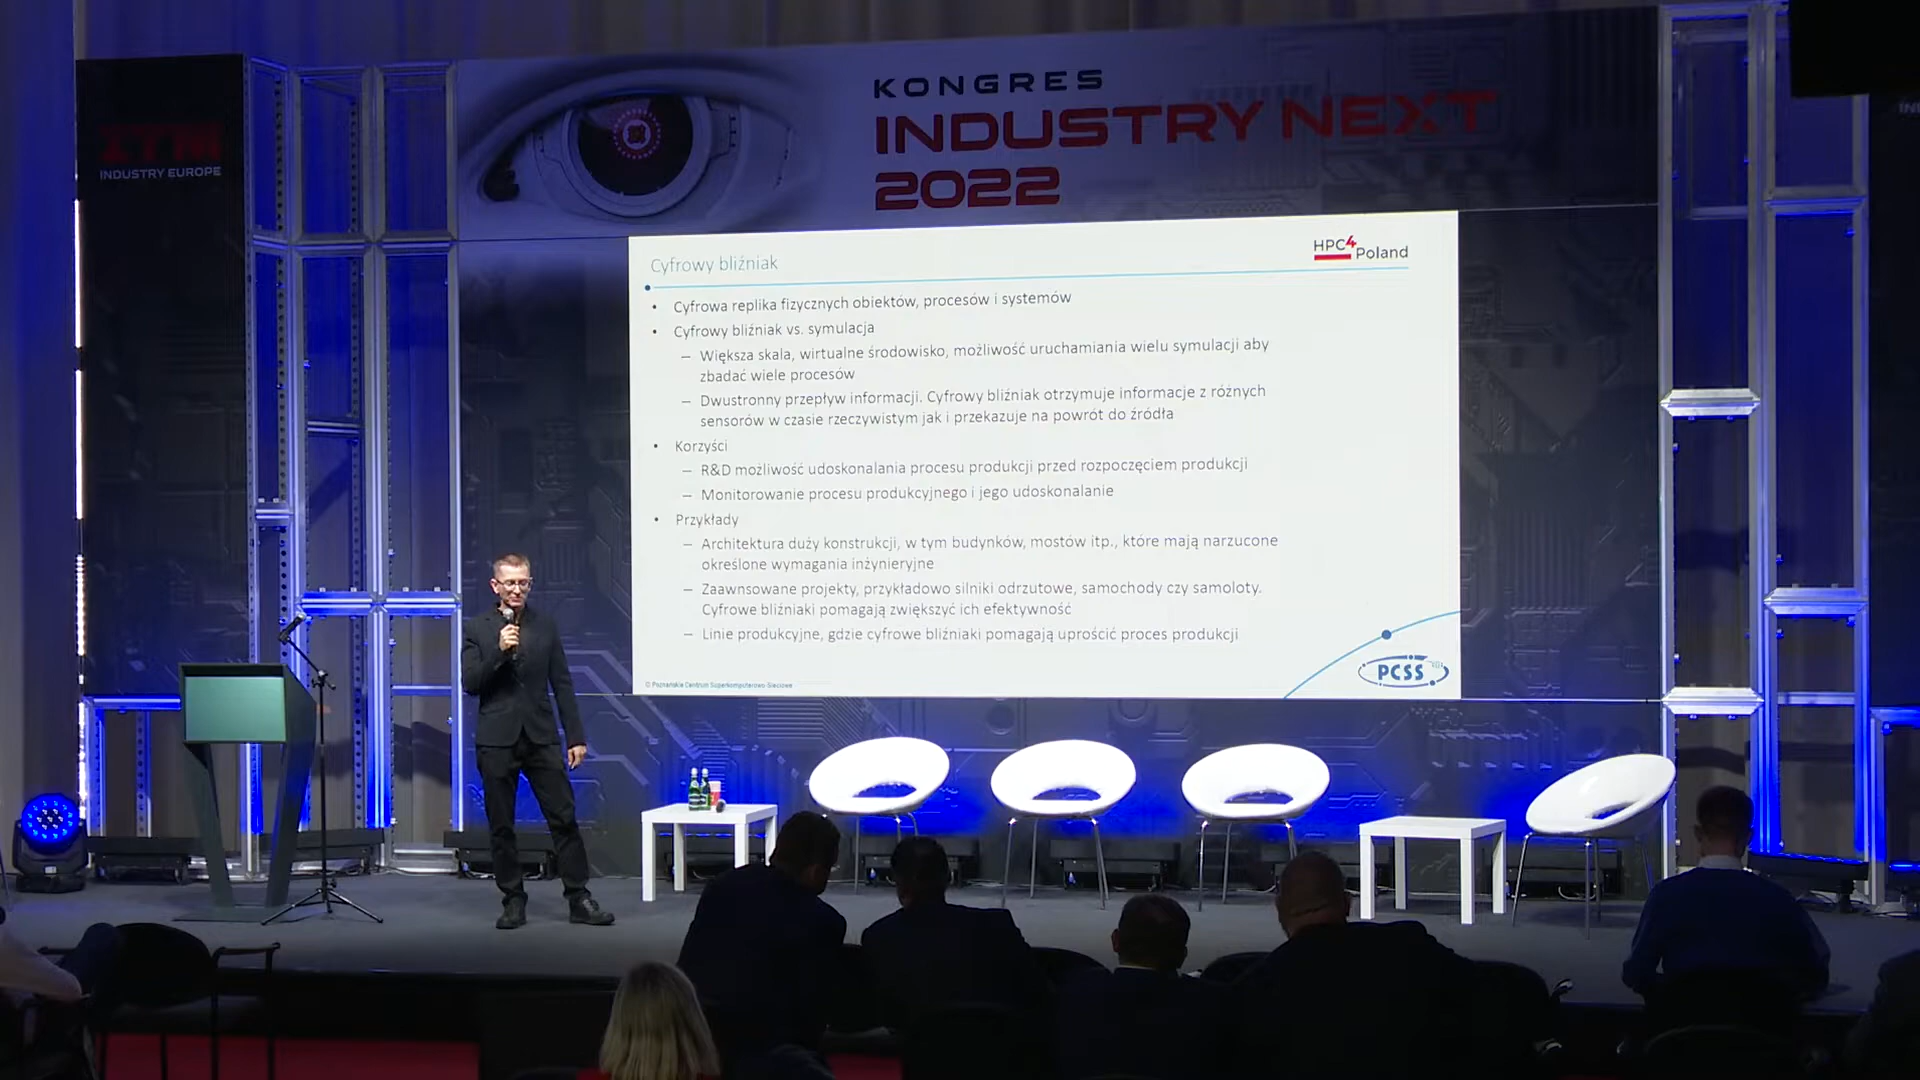 KONGRES
INDUSTRY NEXT
2022
ITM
INDUSTRY EUROPE
HPC4Poland
Cyfrowy bliźniak
• Cyfrowa replika fizycznych obiektów, procesów i systemów
• Cyfrowy bliźniak vs. symulacja
– Większa skala, wirtualne środowisko, możliwość uruchamiania wielu symulacji aby
zbadać wiele procesów
– Dwustronny przepływ informacji. Cyfrowy bliźniak otrzymuje informacje z różnych
sensorów w czasie rzeczywistym jak i przekazuje na powrót do źródła
• Korzyści
– R&D możliwość udoskonalania procesu produkcji przed rozpoczęciem produkcji
– Monitorowanie procesu produkcyjnego i jego udoskonalanie
• Przykłady
– Architektura duży konstrukcji, w tym budynków, mostów itp., które mają narzucone
określone wymagania inżynieryjne
– Zaawnsowane projekty, przykładowo silniki odrzutowe, samochody czy samoloty.
Cyfrowe bliźniaki pomagają zwiększyć ich efektywność
– Linie produkcyjne, gdzie cyfrowe bliźniaki pomagają uprościć proces produkcji
© Poznańskie Centrum Superkomputerowo-Sieciowe
PCSS